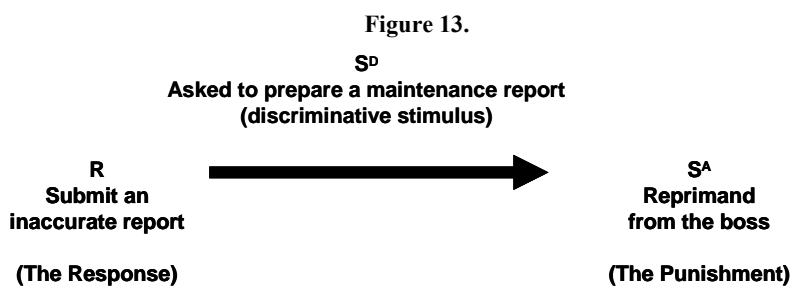 Figure 13.
Sᴰ
Asked to prepare a maintenance report
(discriminative stimulus)
R
Submit an
inaccurate report
(The Response)
Sᴬ
Reprimand
from the boss
(The Punishment)